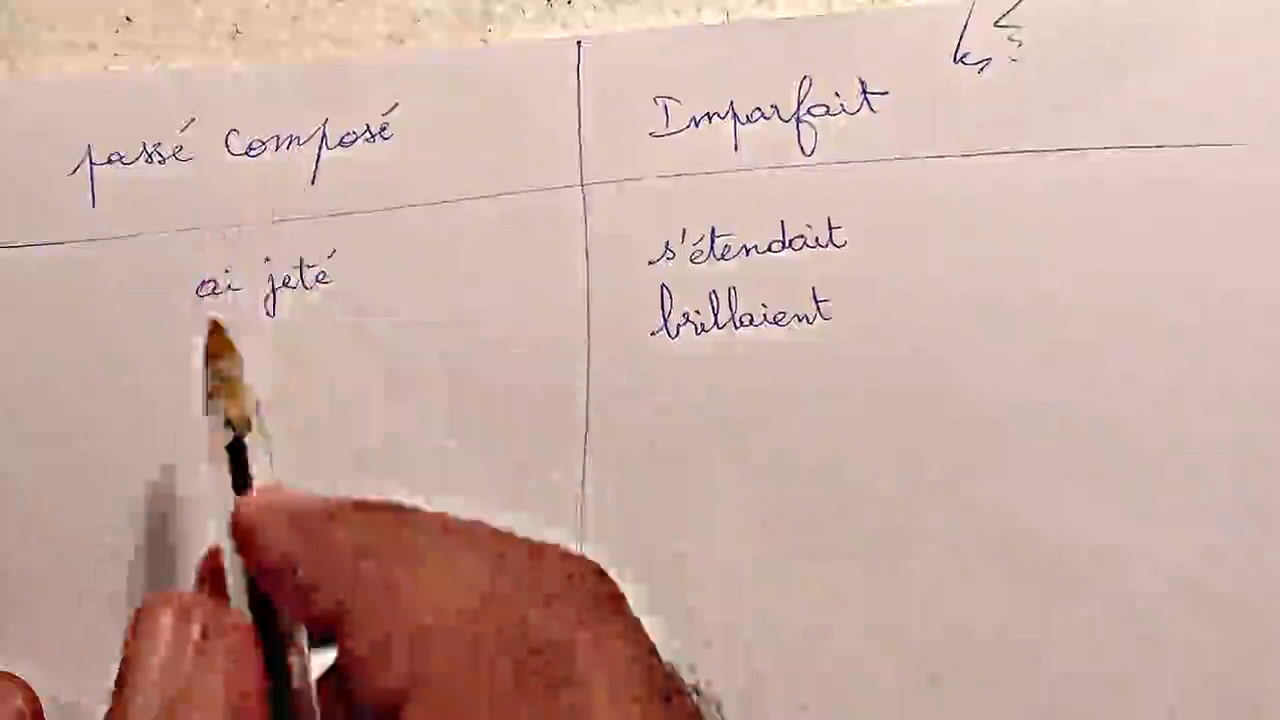 passé composé
Imparfait
ai jeté
s'étendait
brillaient